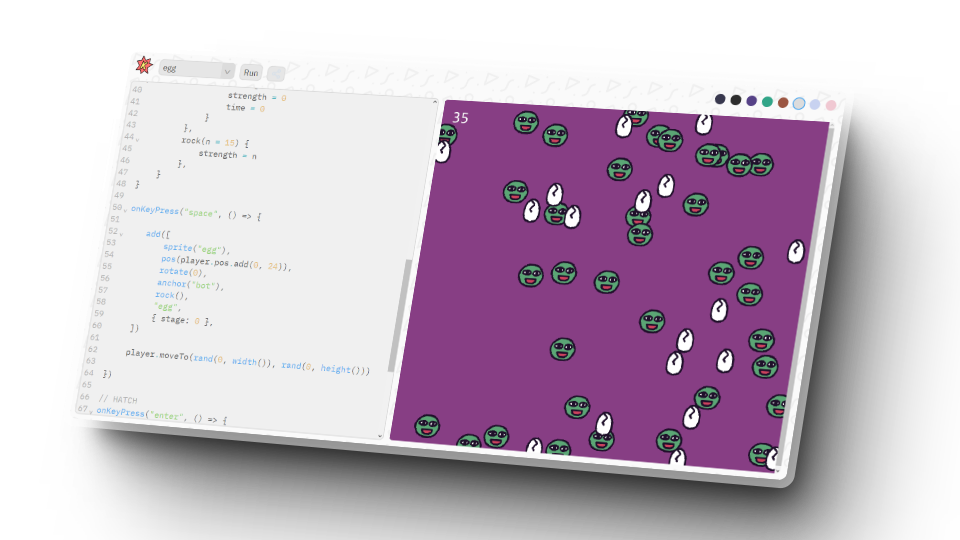 egg Run
40
41 strength = 0
42 time = 0
43 }
44 },
45 rock(n = 15) {
46 strength = n
47 },
48 }
49 }
50 onKeyPress("space", () => {
51
52 add([
53 sprite("egg"),
54 pos(player.pos.add(0, 24)),
55 rotate(0),
56 anchor("bot"),
57 rock(),
58 "egg",
59 { stage: 0 },
60 ])
61
62 player.moveTo(rand(0, width()), rand(0, height()))
63
64 })
65
66 // HATCH
67 onKeyPress("enter", () => {
35